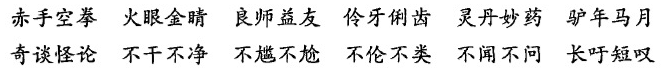 赤手空拳 火眼金睛 良师益友 伶牙俐齿 灵丹妙药 驴年马月
奇谈怪论 不干不净 不尴不尬 不伦不类 不闻不问 长吁短叹